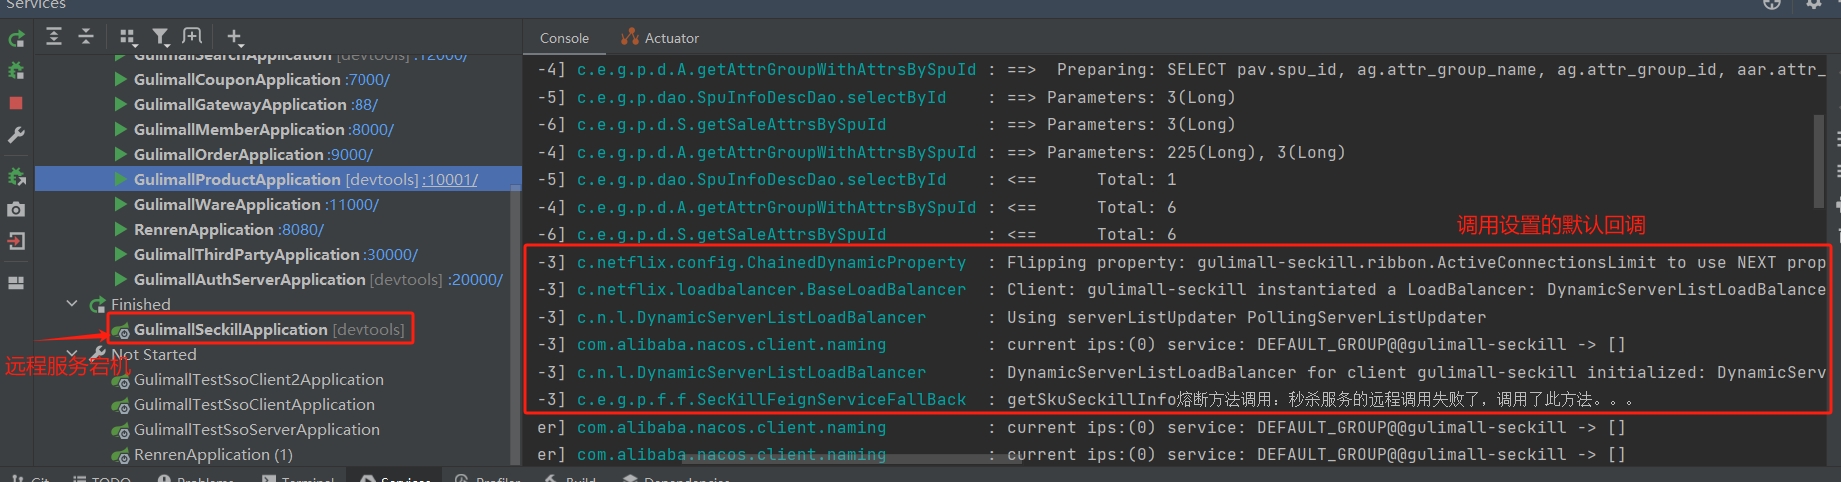 Services
Console
Actuator
GulimallSearchApplication [devtools] :12000/
GulimallCouponApplication :7000/
GulimallGatewayApplication :88/
GulimallMemberApplication :8000/
GulimallOrderApplication :9000/
GulimallProductApplication [devtools] :10001/
GulimallWareApplication :11000/
RenrenApplication :8080/
GulimallThirdPartyApplication :30000/
GulimallAuthServerApplication [devtools] :20000/
Finished
GulimallSeckillApplication [devtools]
远程服务宕机
Not Started
GulimallTestSsoClient2Application
GulimallTestSsoClientApplication
GulimallTestSsoServerApplication
RenrenApplication (1)
-4] c.e.g.p.d.A.getAttrGroupWithAttrsBySpuId : ==> Preparing: SELECT pav.spu_id, ag.attr_group_name, ag.attr_group_id, aar.attr_
-5] c.e.g.p.dao.SpuInfoDescDao.selectById : ==> Parameters: 3(Long)
-6] c.e.g.p.d.S.getSaleAttrsBySpuId : ==> Parameters: 3(Long)
-4] c.e.g.p.d.A.getAttrGroupWithAttrsBySpuId : ==> Parameters: 225(Long), 3(Long)
-5] c.e.g.p.dao.SpuInfoDescDao.selectById : <== Total: 1
-4] c.e.g.p.d.A.getAttrGroupWithAttrsBySpuId : <== Total: 6
-6] c.e.g.p.d.S.getSaleAttrsBySpuId : <== Total: 6
调用设置的默认回调
-3] c.netflix.config.ChainedDynamicProperty : Flipping property: gulimall-seckill.ribbon.ActiveConnectionsLimit to use NEXT prop
-3] c.netflix.loadbalancer.BaseLoadBalancer : Client: gulimall-seckill instantiated a LoadBalancer: DynamicServerListLoadBalance
-3] c.n.l.DynamicServerListLoadBalancer : Using serverListUpdater PollingServerListUpdater
-3] com.alibaba.nacos.client.naming : current ips:(0) service: DEFAULT_GROUP@@gulimall-seckill -> []
-3] c.n.l.DynamicServerListLoadBalancer : DynamicServerListLoadBalancer for client gulimall-seckill initialized: DynamicServ
-3] c.e.g.p.f.f.SecKillFeignServiceFallBack : getSkuSeckillInfo熔断方法调用：秒杀服务的远程调用失败了，调用了此方法。。。
er] com.alibaba.nacos.client.naming : current ips:(0) service: DEFAULT_GROUP@@gulimall-seckill -> []
er] com.alibaba.nacos.client.naming : current ips:(0) service: DEFAULT_GROUP@@gulimall-seckill -> []
Git
TODO
Problems
Terminal
Services
Profiler
Build
Dependencies